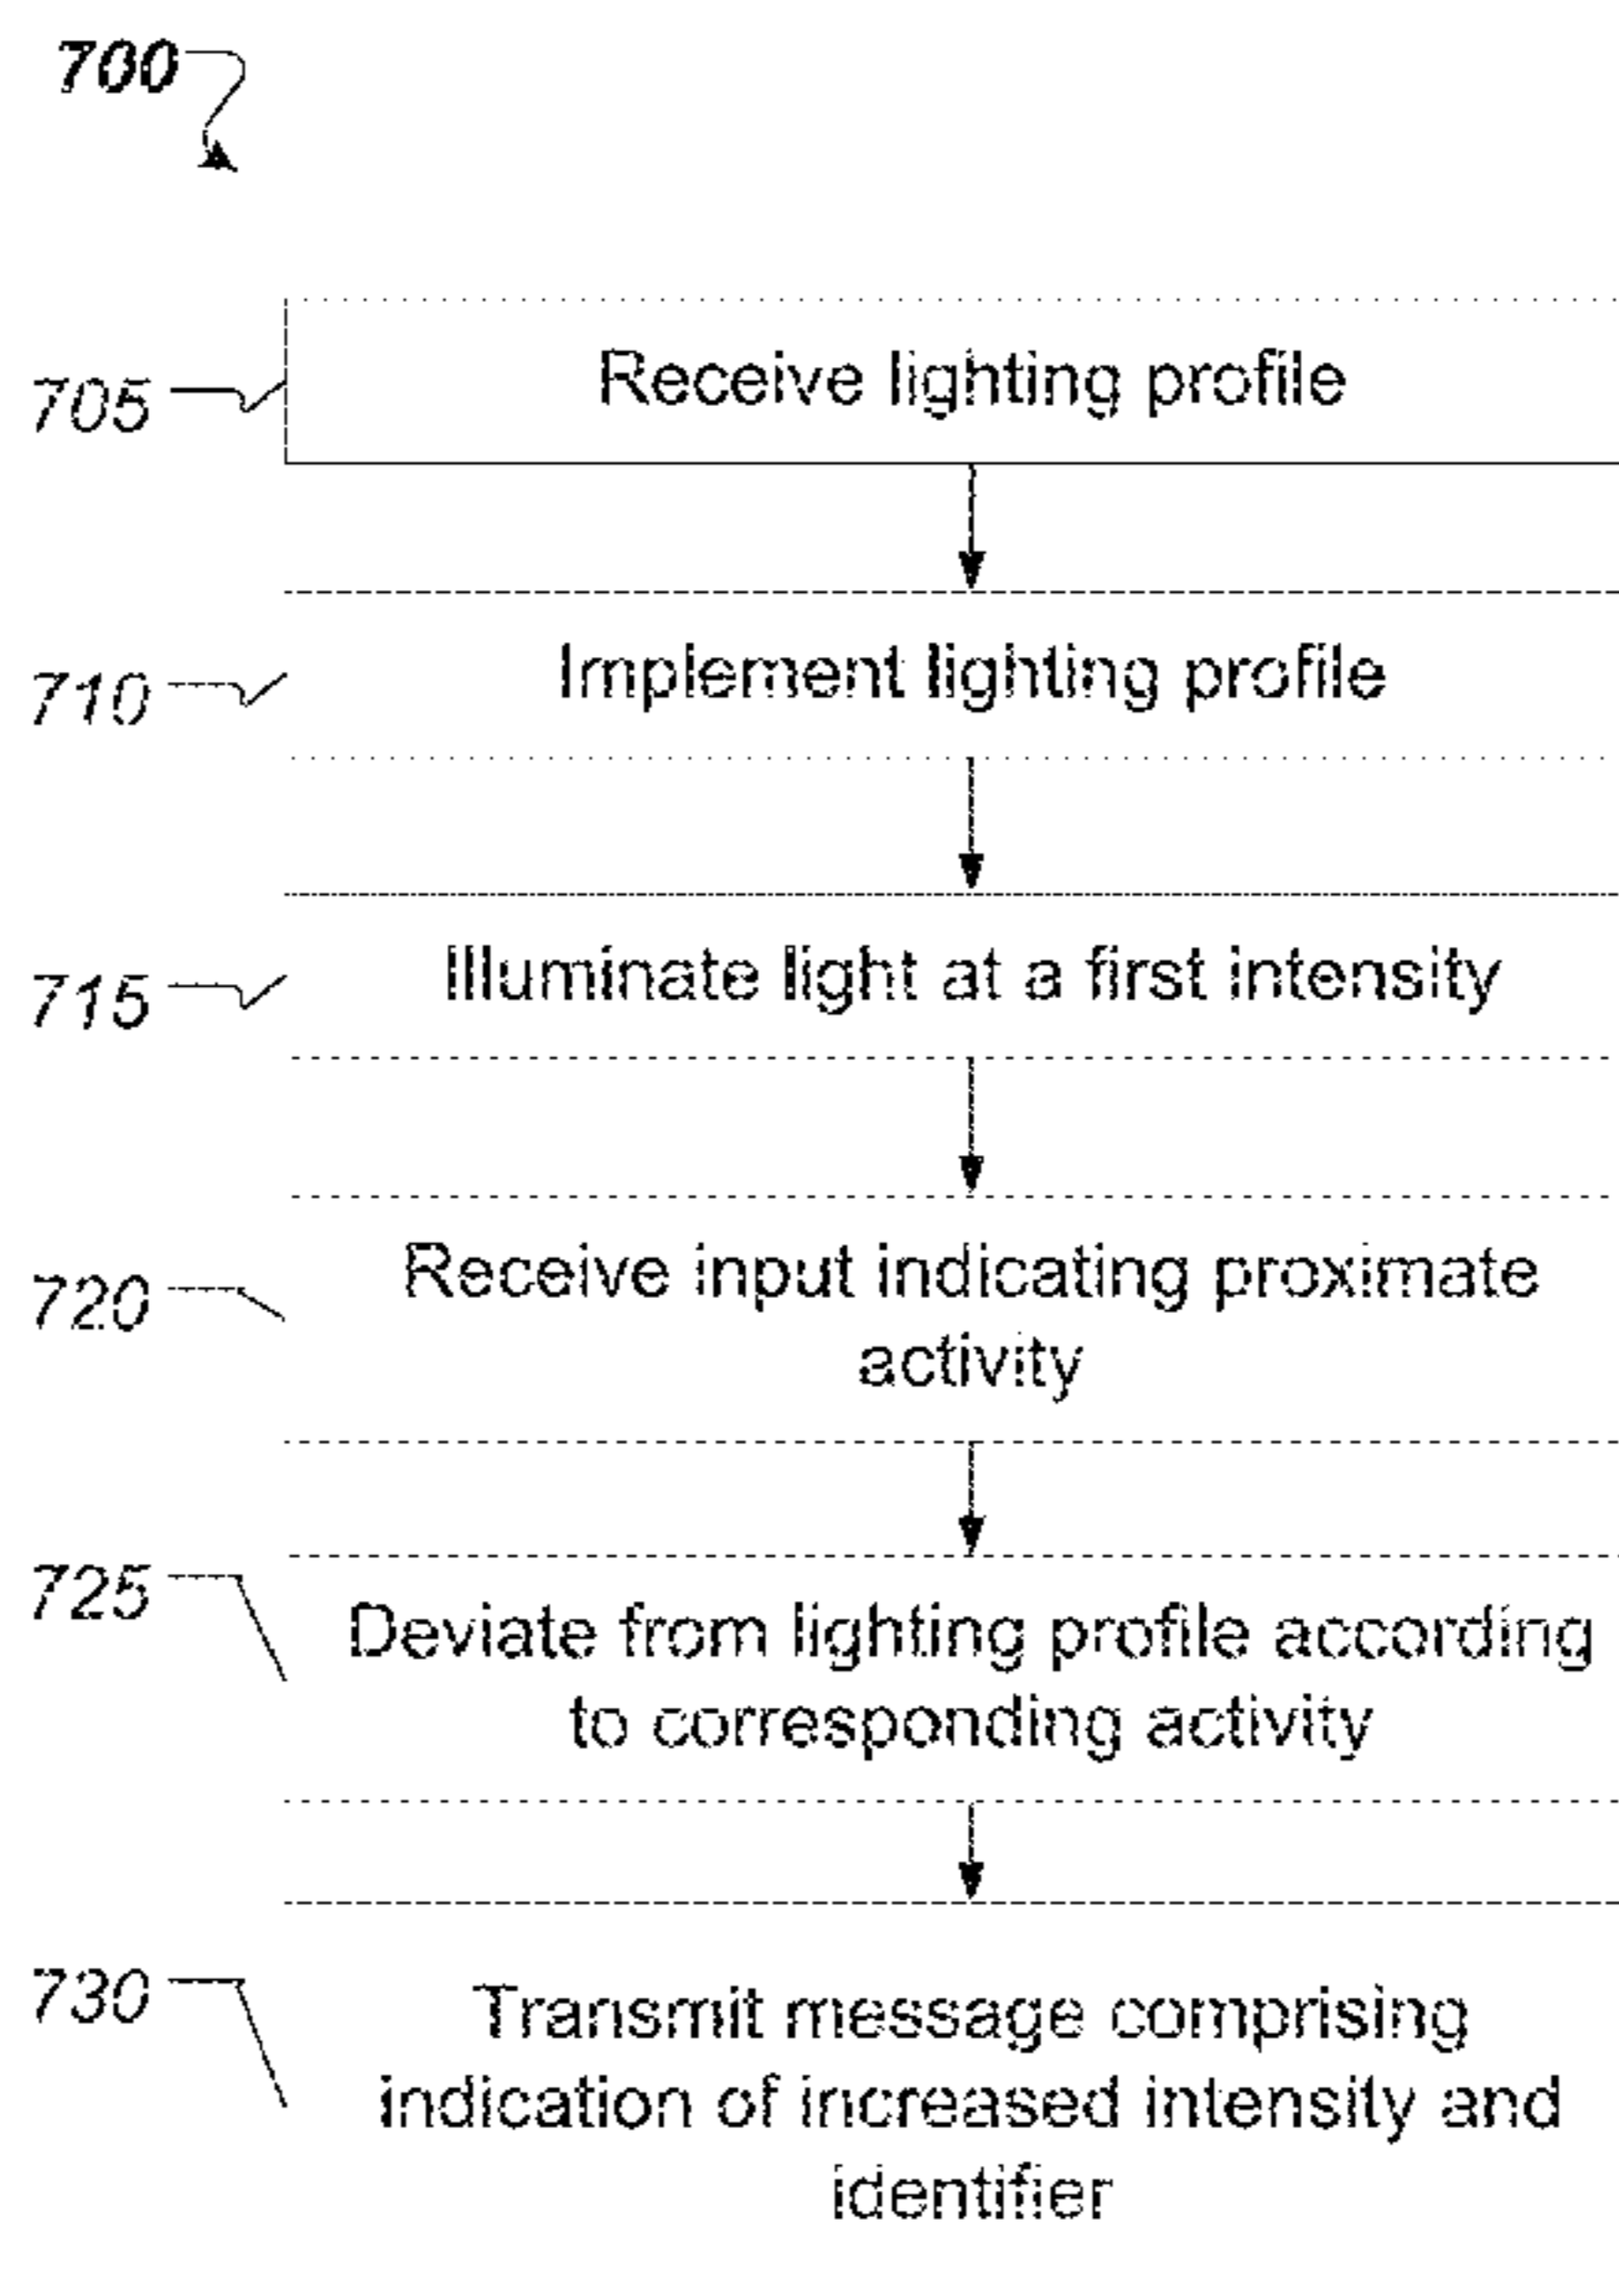 700
705
Receive lighting profile
710
Implement lighting profile
715
Illuminate light at a first intensity
720
Receive input indicating proximate
activity
725
Deviate from lighting profile according
to corresponding activity
730
Transmit message comprising
indication of increased intensity and
identifier